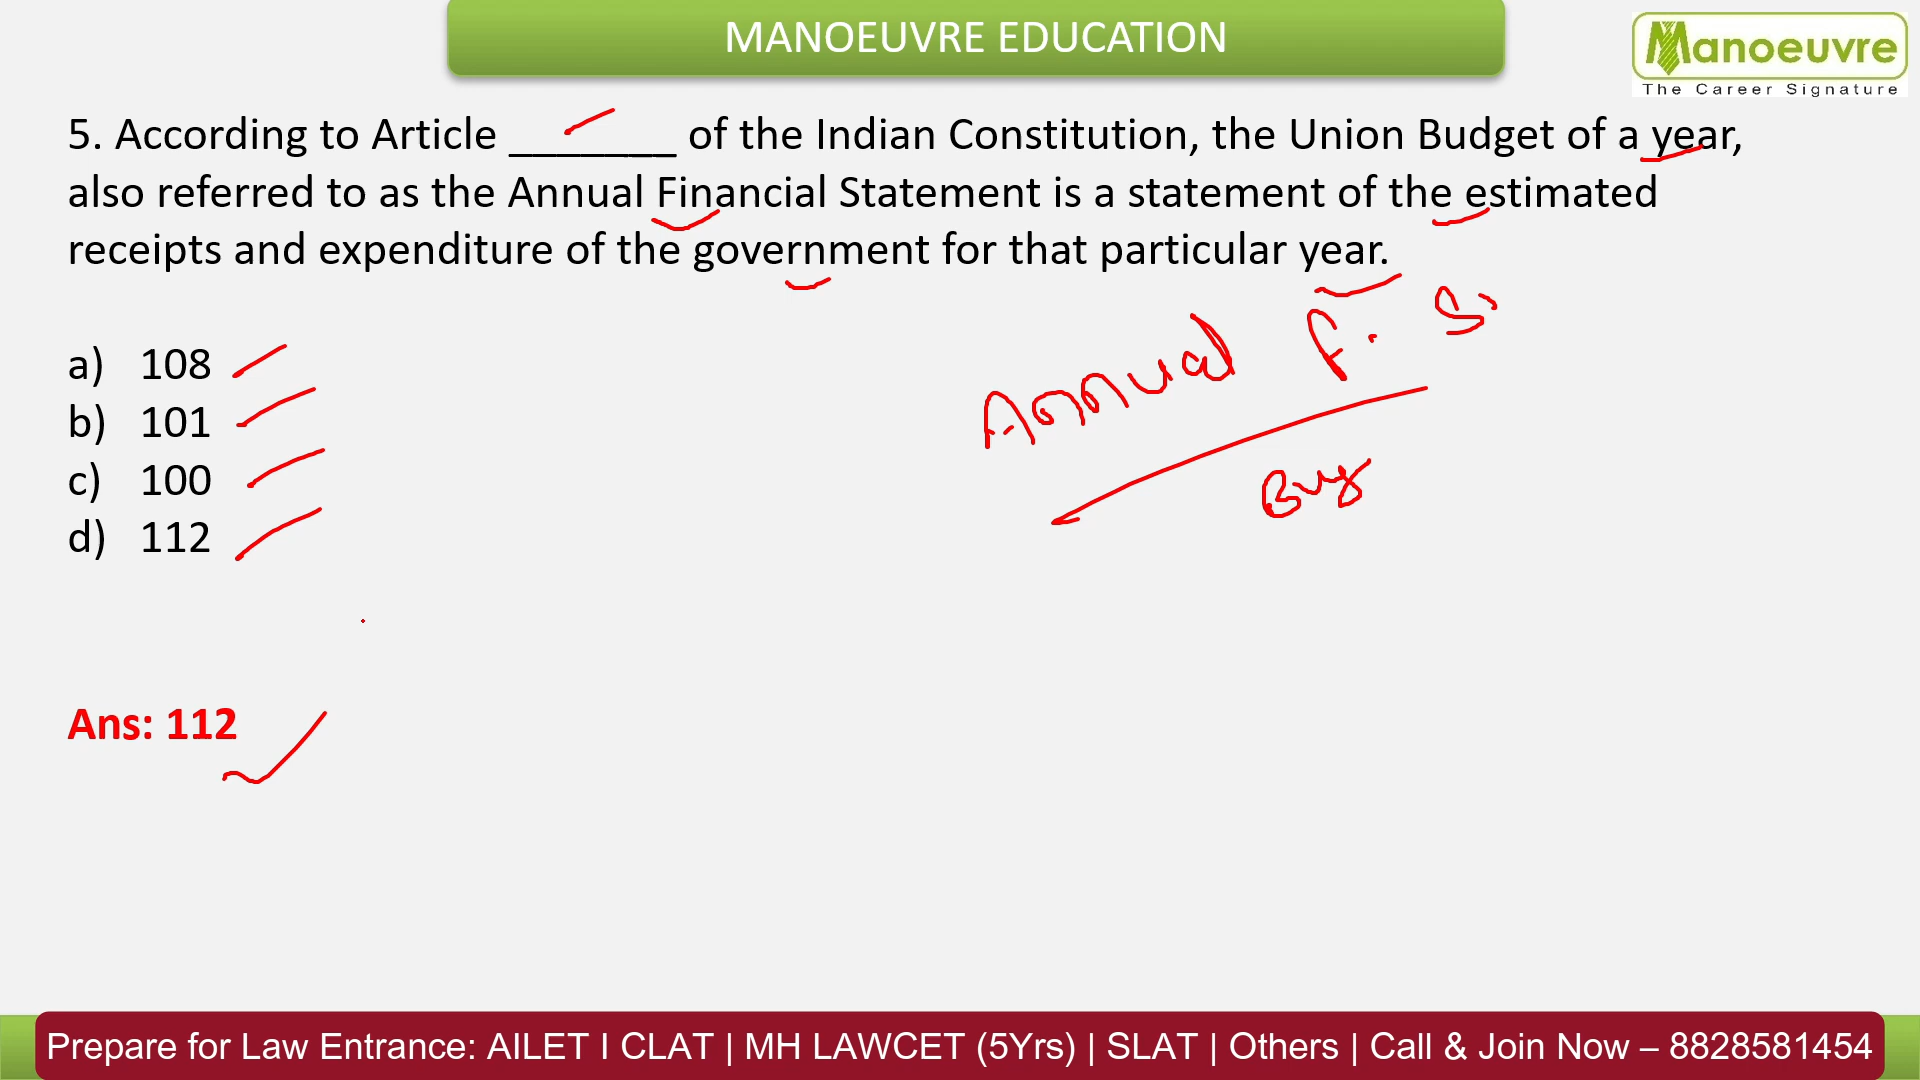 MANOEUVRE EDUCATION
Manoeuvre
The Career Signature
5. According to Article _______ of the Indian Constitution, the Union Budget of a year,
also referred to as the Annual Financial Statement is a statement of the estimated
receipts and expenditure of the government for that particular year.
Annual F. S.
a) 108
b) 101
c) 100
d) 112
Ans: 112
Prepare for Law Entrance: AILET I CLAT | MH LAWCET (5Yrs) | SLAT | Others | Call & Join Now – 8828581454